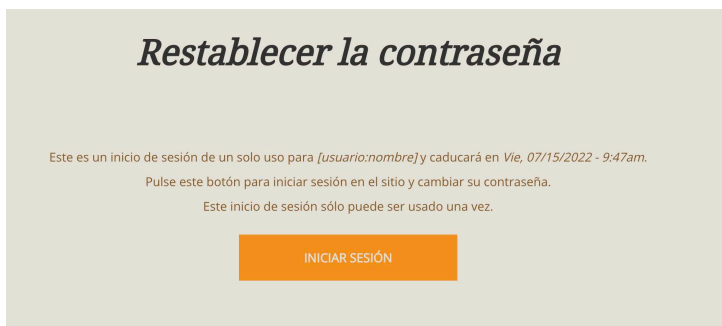 Restablecer la contraseña
Este es un inicio de sesión de un solo uso para [usuario:nombre] y caducará en Vie, 07/15/2022 - 9:47am.
Pulse este botón para iniciar sesión en el sitio y cambiar su contraseña.
Este inicio de sesión sólo puede ser usado una vez.
INICIAR SESIÓN